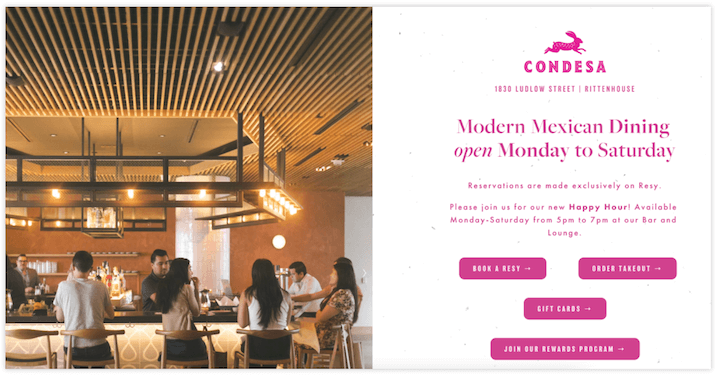 CONDESA
1830 LUDLOW STREET | RITTENHOUSE
Modern Mexican Dining
open Monday to Saturday
Reservations are made exclusively on Resy.
Please join us for our new Happy Hour! Available
Monday-Saturday from 5pm to 7pm at our Bar and
Lounge.
BOOK A RESY →
ORDER TAKEOUT →
GIFT CARDS →
JOIN OUR REWARDS PROGRAM →